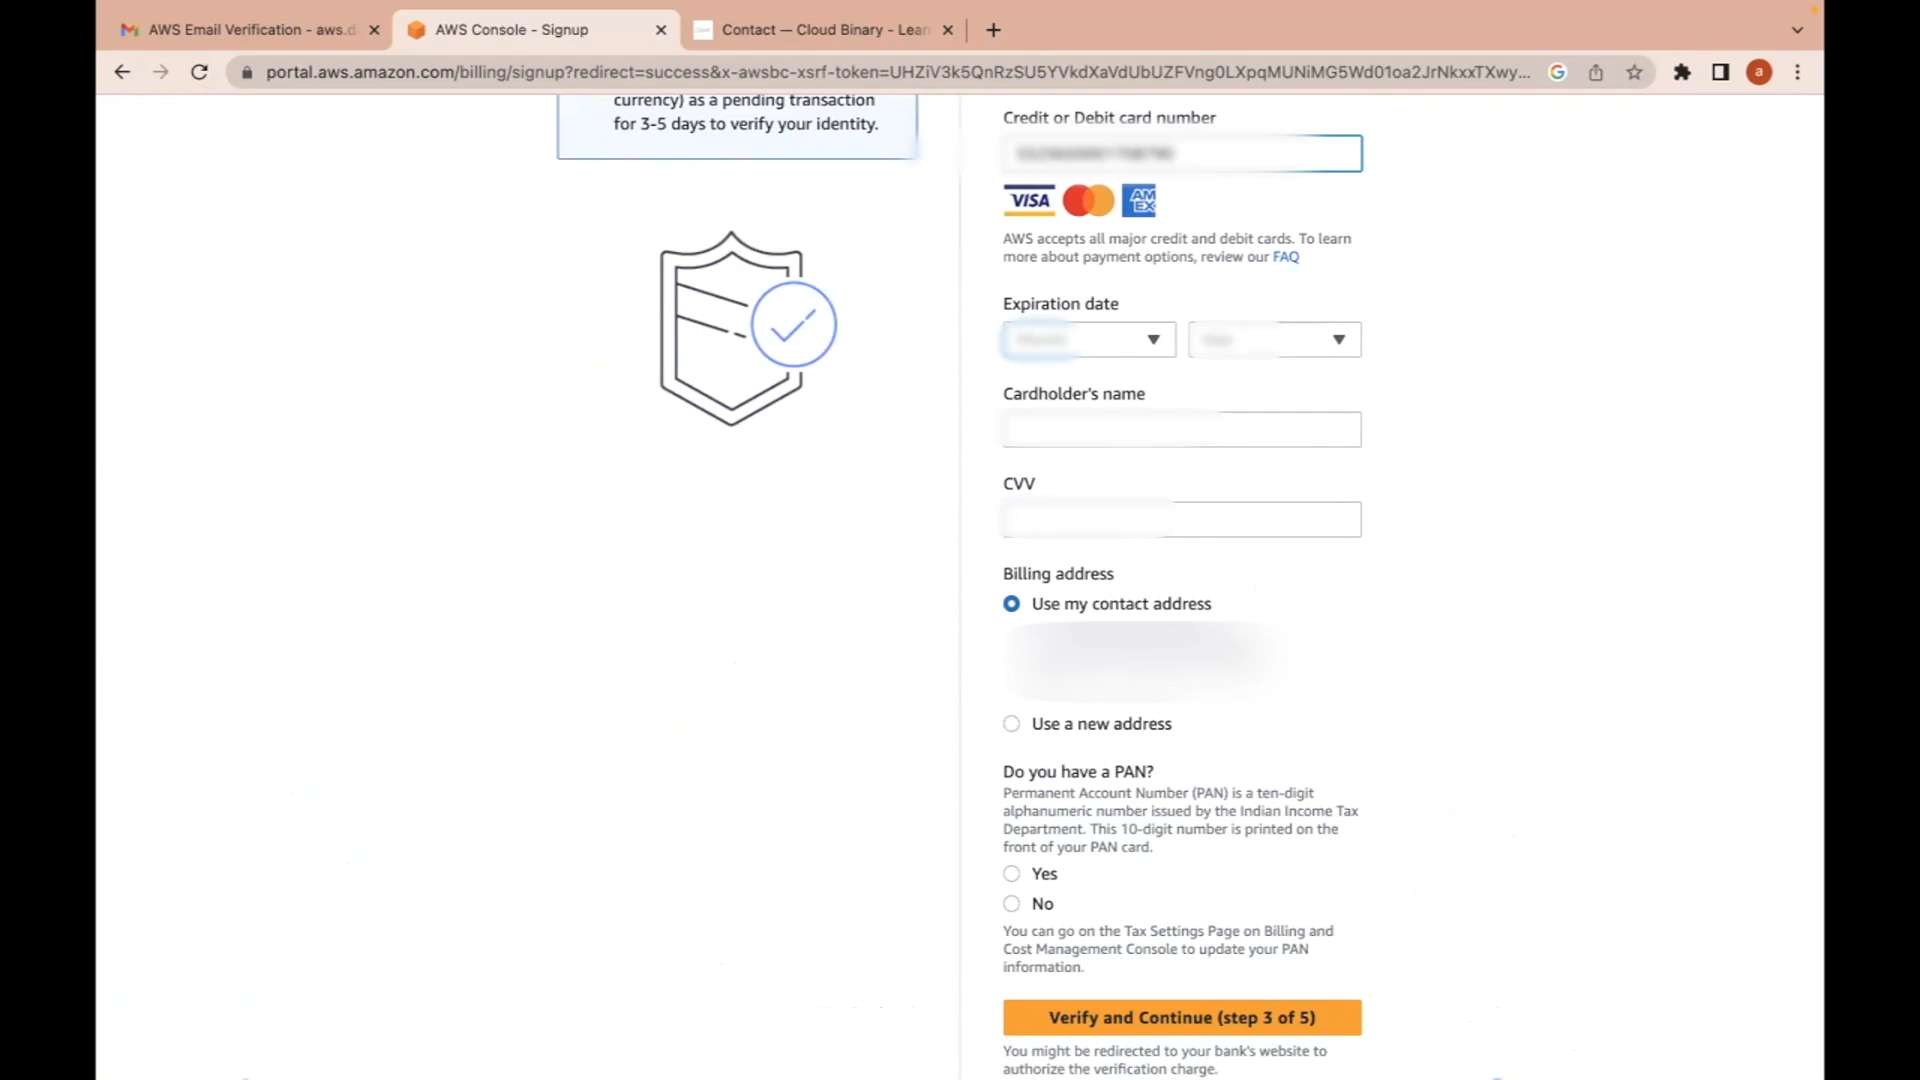 AWS Email Verification - aws.d
AWS Console - Signup
Contact — Cloud Binary - Lear
portal.aws.amazon.com/billing/signup?redirect=success&x-awsbc-xsrf-token=UHZiV3k5QnRzSU5YVkdXaVdUbUZFVng0LXpqMUNiMG5Wd01oa2JrNkxxTXwy...
a
currency) as a pending transaction
for 3-5 days to verify your identity.
Credit or Debit card number
VISA
AM
EX
AWS accepts all major credit and debit cards. To learn
more about payment options, review our FAQ
Expiration date
Cardholder's name
CVV
Billing address
Use my contact address
Use a new address
Do you have a PAN?
Permanent Account Number (PAN) is a ten-digit
alphanumeric number issued by the Indian Income Tax
Department. This 10-digit number is printed on the
front of your PAN card.
Yes
No
You can go on the Tax Settings Page on Billing and
Cost Management Console to update your PAN
information.
Verify and Continue (step 3 of 5)
You might be redirected to your bank's website to
authorize the verification charge.